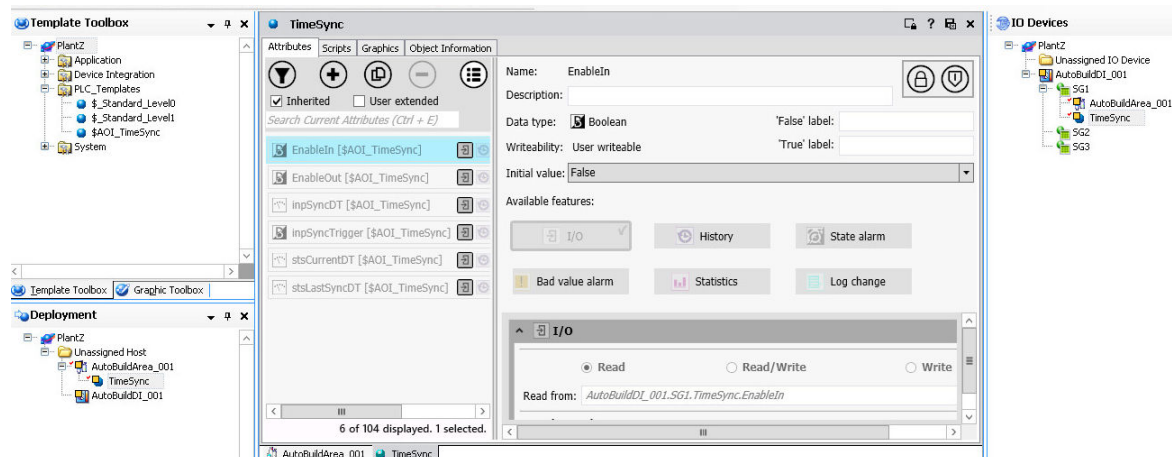 Template Toolbox
PlantZ
Application
Device Integration
PLC_Templates
$_Standard_Level0
$_Standard_Level1
$AOI_TimeSync
System
Template Toolbox
Graphic Toolbox
Deployment
PlantZ
Unassigned Host
AutoBuildArea_001
TimeSync
AutoBuildDI_001
TimeSync
Attributes
Scripts
Graphics
Object Information
Inherited
User extended
Search Current Attributes (Ctrl + E)
EnableIn [$AOI_TimeSync]
EnableOut [$AOI_TimeSync]
inpSyncDT [$AOI_TimeSync]
inpSyncTrigger [$AOI_TimeSync]
stsCurrentDT [$AOI_TimeSync]
stsLastSyncDT [$AOI_TimeSync]
6 of 104 displayed. 1 selected.
Name: EnableIn
Description:
Data type: Boolean
'False' label:
Writeability: User writeable
'True' label:
Initial value: False
Available features:
I/O
History
State alarm
Bad value alarm
Statistics
Log change
I/O
Read
Read/Write
Write
Read from: AutoBuildDI_001.SG1.TimeSync.EnableIn
AutoBuildArea_001
TimeSync
IO Devices
PlantZ
Unassigned IO Device
AutoBuildDI_001
SG1
AutoBuildArea_001
TimeSync
SG2
SG3